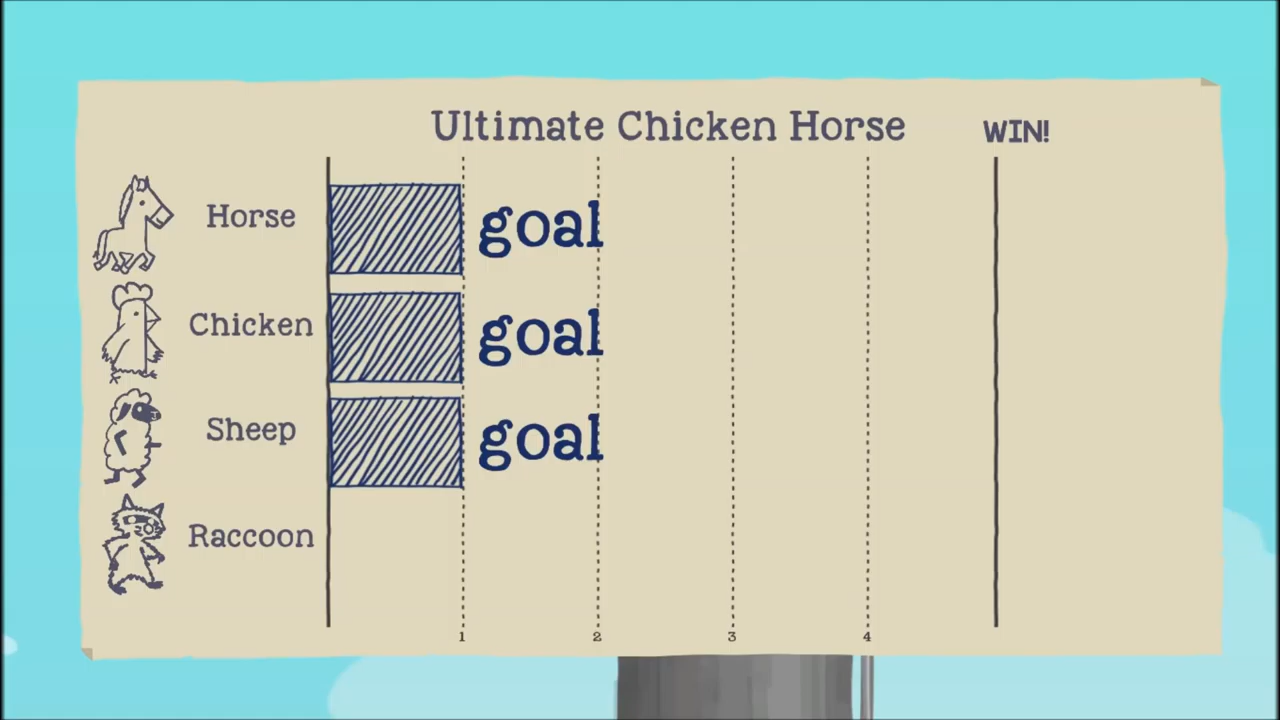 Ultimate Chicken Horse WIN!
Horse goal
Chicken goal
Sheep goal
Raccoon
1 2 3 4